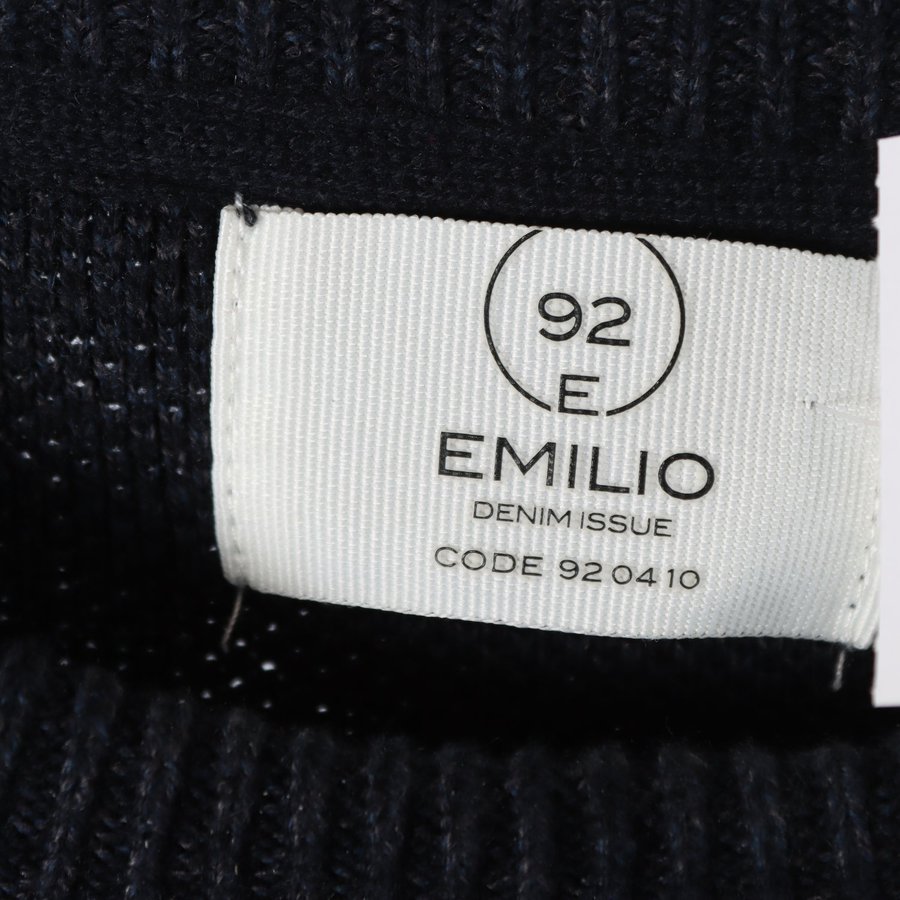 92
E
EMILIO
DENIM ISSUE
CODE 92 04 10